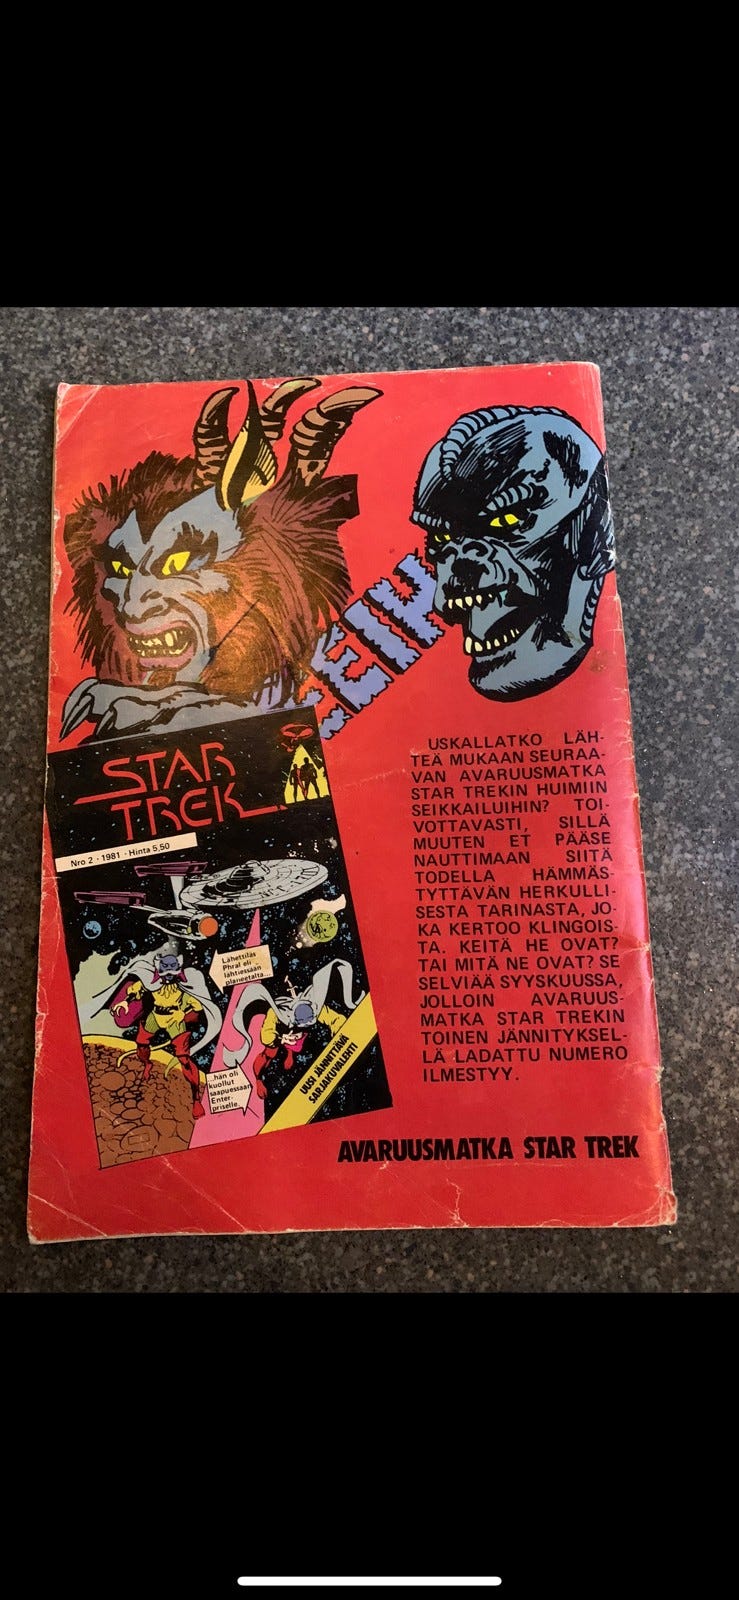 STAR
TREK
Nro 2 · 1981 · Hinta 5,50
Lähettiläs
Phral oli
lähtiessään
planeetalta...
...hän oli
kuollut
saapuessaan
Enter-
priselle
UUSI JÄNNITTÄVÄ
SARJAKUVALEHTI
USKALLATKO LÄH-
TEÄ MUKAAN SEURAA-
VAN AVARUUSMATKA
STAR TREKIN HUIMIIN
SEIKKAILUIHIN? TOI-
VOTTAVASTI, SILLÄ
MUUTEN ET PÄÄSE
NAUTTIMAAN SIITÄ
TODELLA HÄMMÄS-
TYTTÄVÄN HERKULLI-
SESTA TARINASTA, JO-
KA KERTOO KLINGOIS-
TA. KEITÄ HE OVAT?
TAI MITÄ NE OVAT? SE
SELVIÄÄ SYYSKUUSSA,
JOLLOIN AVARUUS-
MATKA STAR TREKIN
TOINEN JÄNNITYKSEL-
LÄ LADATTU NUMERO
ILMESTYY.
AVARUUSMATKA STAR TREK